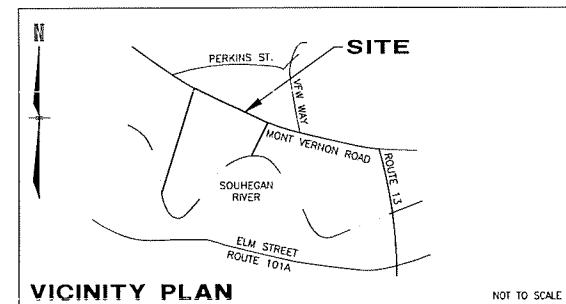 N
SITE
PERKINS ST.
VFW WAY
MONT VERNON ROAD
ROUTE 13
SOUHEGAN
RIVER
ELM STREET
ROUTE 101A
VICINITY PLAN
NOT TO SCALE